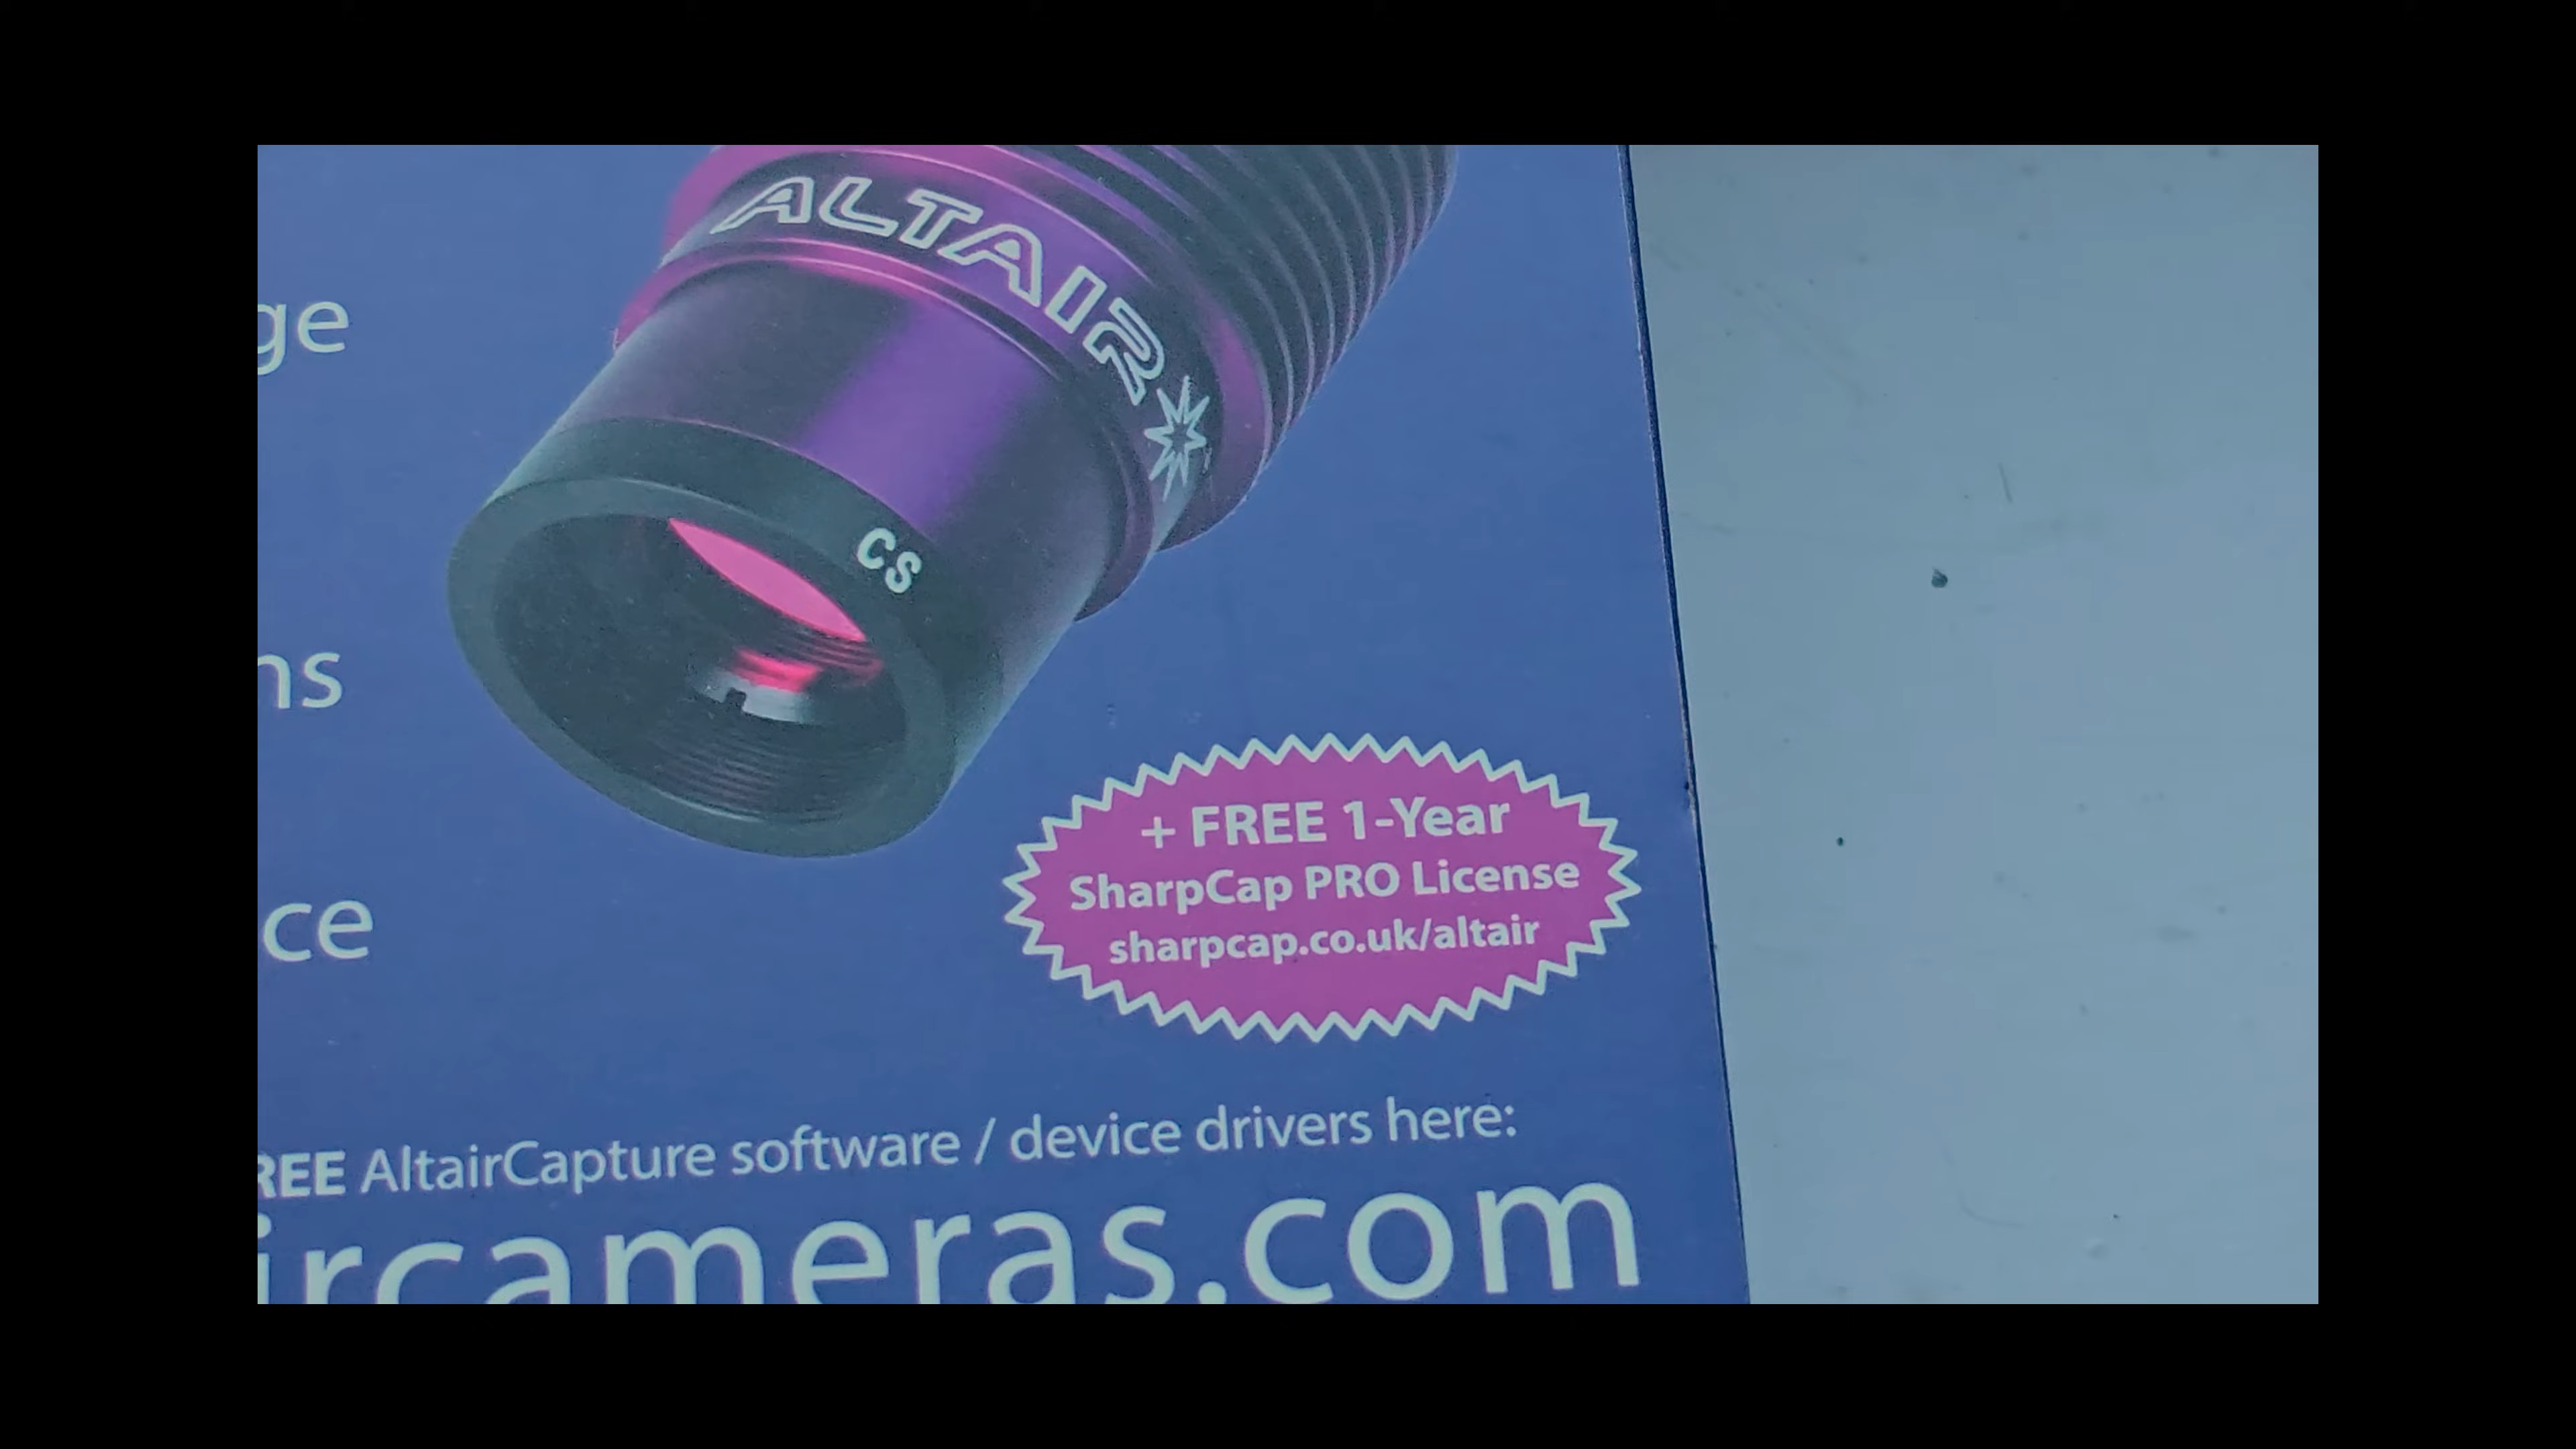 ALTAIR
ge
CS
ns
+ FREE 1-Year
SharpCap PRO License
ce
sharpcap.co.uk/altair
REE AltairCapture software / device drivers here:
ircameras.com